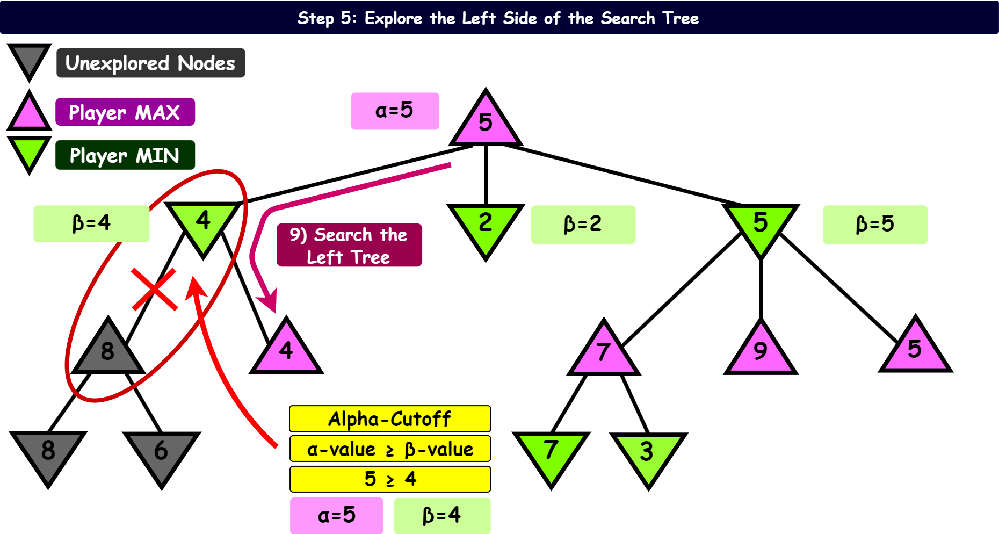 Step 5: Explore the Left Side of the Search Tree
Unexplored Nodes
Player MAX
Player MIN
α=5
5
β=4
4
9) Search the
Left Tree
2
β=2
5
β=5
8
4
7
9
5
8
6
7
3
Alpha-Cutoff
α-value ≥ β-value
5 ≥ 4
α=5
β=4